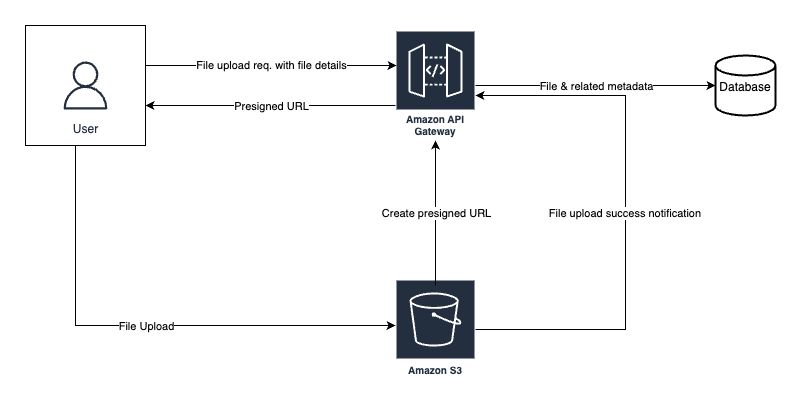 File upload req. with file details
</>
File & related metadata
Database
Presigned URL
User
Amazon API
Gateway
Create presigned URL
File upload success notification
File Upload
Amazon S3